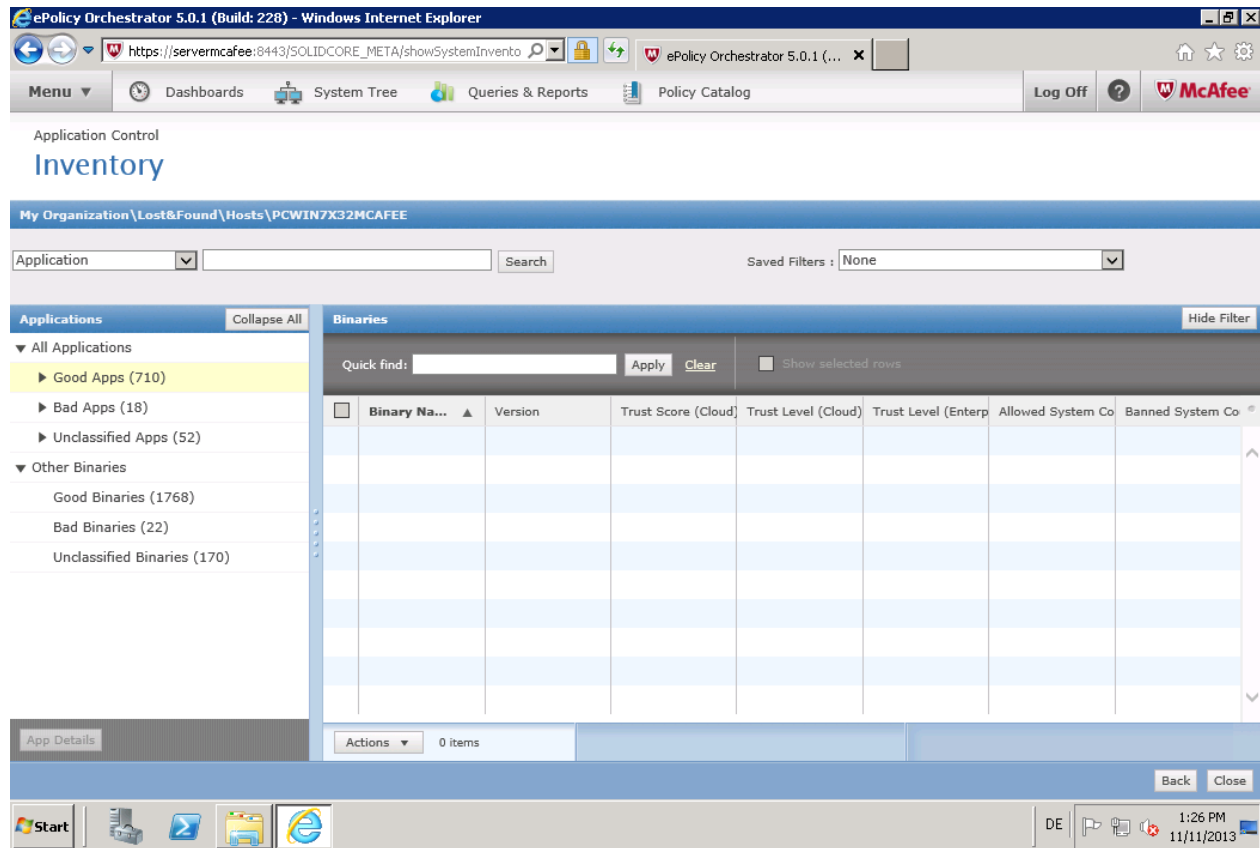 ePolicy Orchestrator 5.0.1 (Build: 228) - Windows Internet Explorer
https://servermcafee:8443/SOLIDCORE_META/showSystemInvento
ePolicy Orchestrator 5.0.1 (...
Menu Dashboards System Tree Queries & Reports Policy Catalog Log Off ? McAfee
Application Control
Inventory
My Organization\Lost&Found\Hosts\PCWIN7X32MCAFEE
Application Search Saved Filters : None
Applications Collapse All Binaries Hide Filter
All Applications
Quick find: Apply Clear Show selected rows
Good Apps (710)
Bad Apps (18)
Binary Na... Version Trust Score (Cloud) Trust Level (Cloud) Trust Level (Enterp Allowed System Co Banned System Co
Unclassified Apps (52)
Other Binaries
Good Binaries (1768)
Bad Binaries (22)
Unclassified Binaries (170)
App Details Actions 0 items
Back Close
Start DE 1:26 PM
11/11/2013